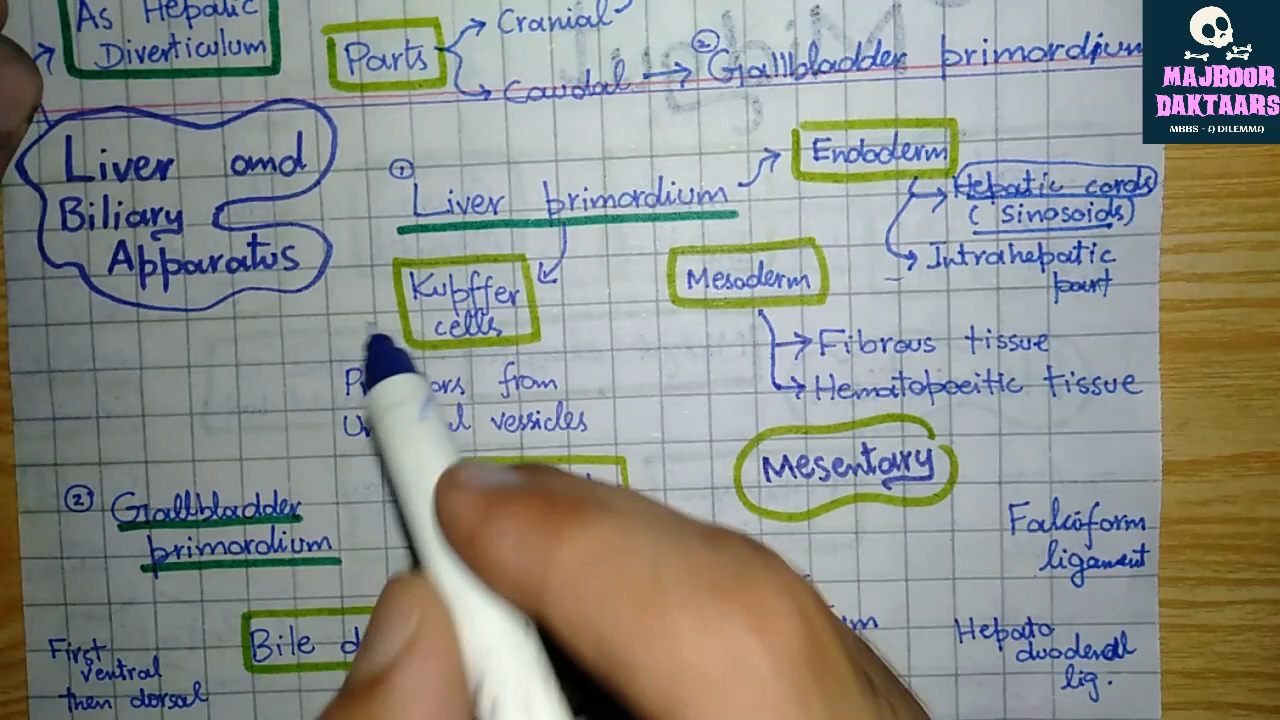 As Hepatic
Diverticulum
Parts
Cranial
Caudal → ② Gallbladder primordium
MAJBOOR
DAKTAARS
MBBS - A DILEMMA
Liver and
Biliary
Apparatus
① Liver primordium
Endoderm
Hepatic cords
(Sinosoids)
Intrahepatic
part
Kupffer
cells
from
vessicles
Mesoderm
Fibrous tissue
Hematopoeitic tissue
Mesentary
② Gallbladder
primordium
Falciform
ligament
Bile
First
ventral
then dorsal
Hepato
duodenal
lig.